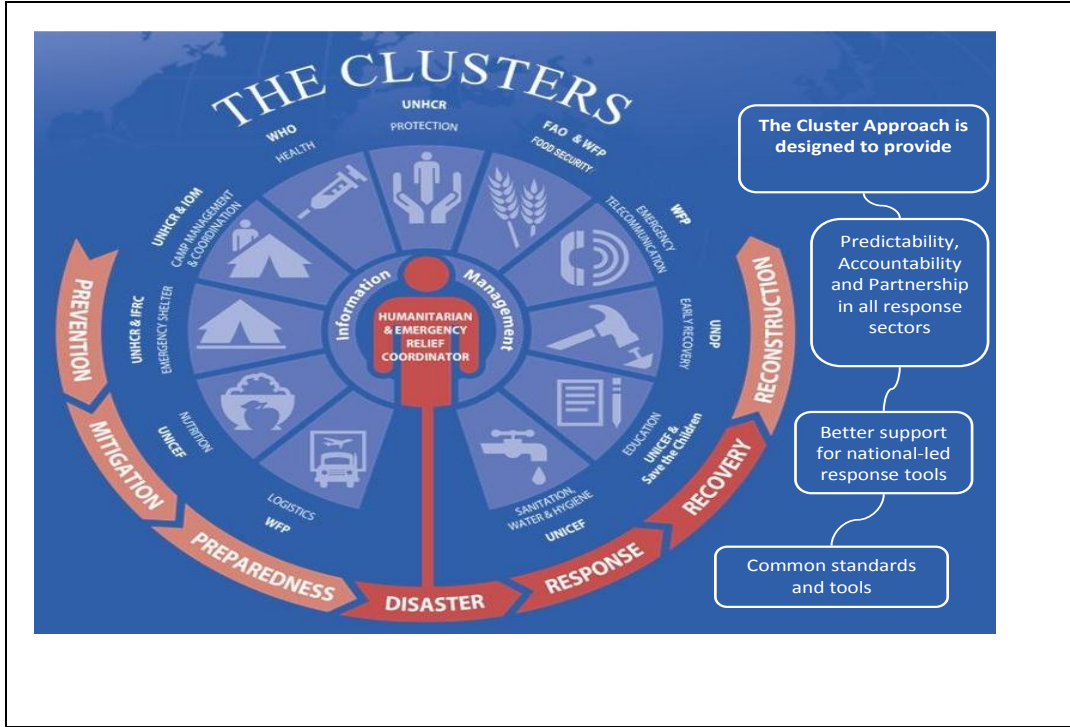 THE CLUSTERS
UNHCR
PROTECTION
FAO & WFP
FOOD SECURITY
WFP
EMERGENCY
TELECOMMUNICATION
UNDP
EARLY RECOVERY
EDUCATION
UNICEF &
Save the Children
SANITATION,
WATER & HYGIENE
UNICEF
LOGISTICS
WFP
NUTRITION
UNICEF
UNHCR & IFRC
EMERGENCY SHELTER
UNHCR & IOM
CAMP MANAGEMENT
& COORDINATION
WHO
HEALTH
Information
Management
HUMANITARIAN
& EMERGENCY
RELIEF
COORDINATOR
PREVENTION
MITIGATION
PREPAREDNESS
DISASTER
RESPONSE
RECOVERY
RECONSTRUCTION
The Cluster Approach is
designed to provide
Predictability,
Accountability
and Partnership
in all response
sectors
Better support
for national-led
response tools
Common standards
and tools